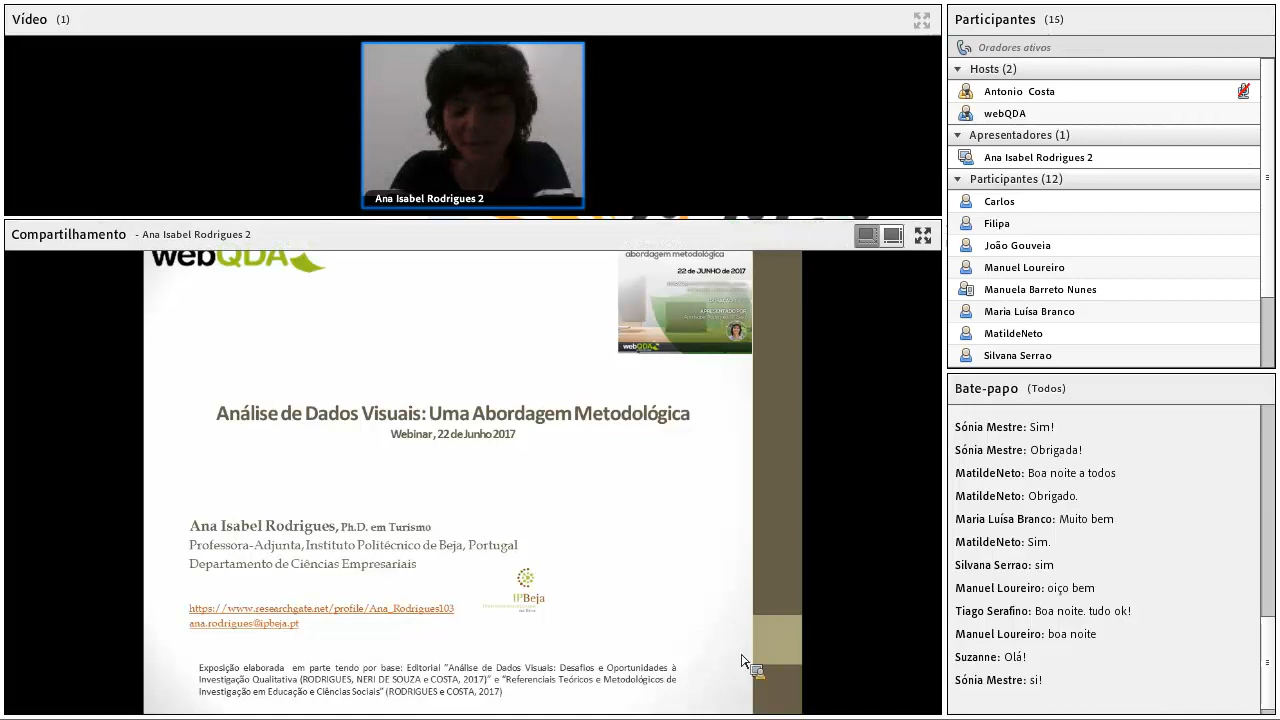 Vídeo (1)
Ana Isabel Rodrigues 2
Compartilhamento - Ana Isabel Rodrigues 2
webQDA
abordagem metodológica
22 de JUNHO de 2017
APRESENTADO POR
webQDA
Análise de Dados Visuais: Uma Abordagem Metodológica
Webinar, 22 de Junho 2017
Ana Isabel Rodrigues, Ph.D. em Turismo
Professora-Adjunta, Instituto Politécnico de Beja, Portugal
Departamento de Ciências Empresariais
IPBeja
https://www.researchgate.net/profile/Ana_Rodrigues103
ana.rodrigues@ipbeja.pt
Exposição elaborada em parte tendo por base: Editorial "Análise de Dados Visuais: Desafios e Oportunidades à
Investigação Qualitativa (RODRIGUES, NERI DE SOUZA e COSTA, 2017)" e "Referenciais Teóricos e Metodológicos de
Investigação em Educação e Ciências Sociais" (RODRIGUES e COSTA, 2017)
Participantes (15)
Oradores ativos
Hosts (2)
Antonio Costa
webQDA
Apresentadores (1)
Ana Isabel Rodrigues 2
Participantes (12)
Carlos
Filipa
João Gouveia
Manuel Loureiro
Manuela Barreto Nunes
Maria Luísa Branco
MatildeNeto
Silvana Serrao
Bate-papo (Todos)
Sónia Mestre: Sim!
Sónia Mestre: Obrigada!
MatildeNeto: Boa noite a todos
MatildeNeto: Obrigado.
Maria Luísa Branco: Muito bem
MatildeNeto: Sim.
Silvana Serrao: sim
Manuel Loureiro: oiço bem
Tiago Serafino: Boa noite. tudo ok!
Manuel Loureiro: boa noite
Suzanne: Olá!
Sónia Mestre: si!